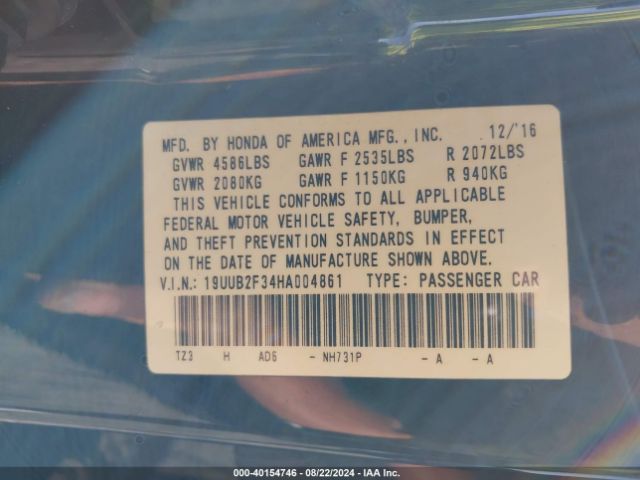 MFD. BY HONDA OF AMERICA MFG., INC. 12/'16
GVWR 4586LBS GAWR F 2535LBS R 2072LBS
GVWR 2080KG GAWR F 1150KG R 940KG
THIS VEHICLE CONFORMS TO ALL APPLICABLE
FEDERAL MOTOR VEHICLE SAFETY, BUMPER,
AND THEFT PREVENTION STANDARDS IN EFFECT
ON THE DATE OF MANUFACTURE SHOWN ABOVE.
V.I.N.: 19UUB2F34HA004861 TYPE: PASSENGER CAR
TZ3 H AD6 - NH731P - A - A
000-40154746 - 08/22/2024 - IAA Inc.